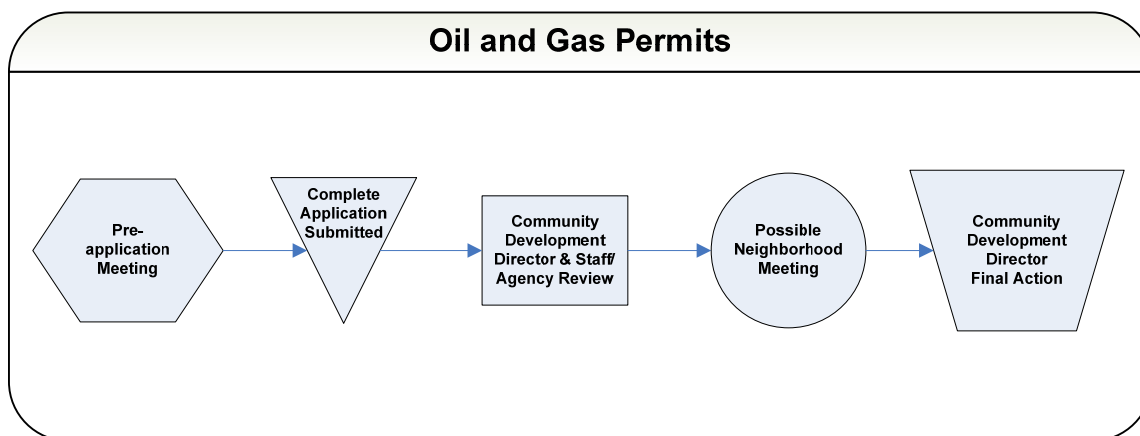 Oil and Gas Permits
Pre-
application
Meeting
Complete
Application
Submitted
Community
Development
Director & Staff/
Agency Review
Possible
Neighborhood
Meeting
Community
Development
Director
Final Action